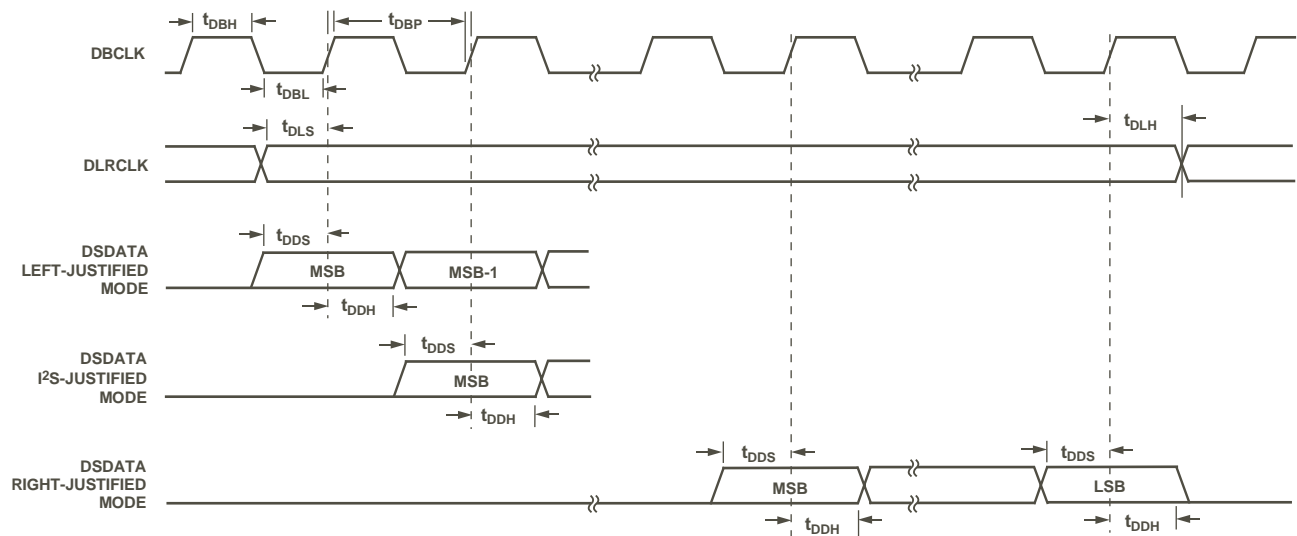 tDBH
tDBP
DBCLK
tDBL
tDLS
tDLH
DLRCLK
tDDS
DSDATA
LEFT-JUSTIFIED
MODE
MSB
MSB-1
tDDH
tDDS
DSDATA
I²S-JUSTIFIED
MODE
MSB
tDDH
tDDS
tDDS
DSDATA
RIGHT-JUSTIFIED
MODE
MSB
LSB
tDDH
tDDH